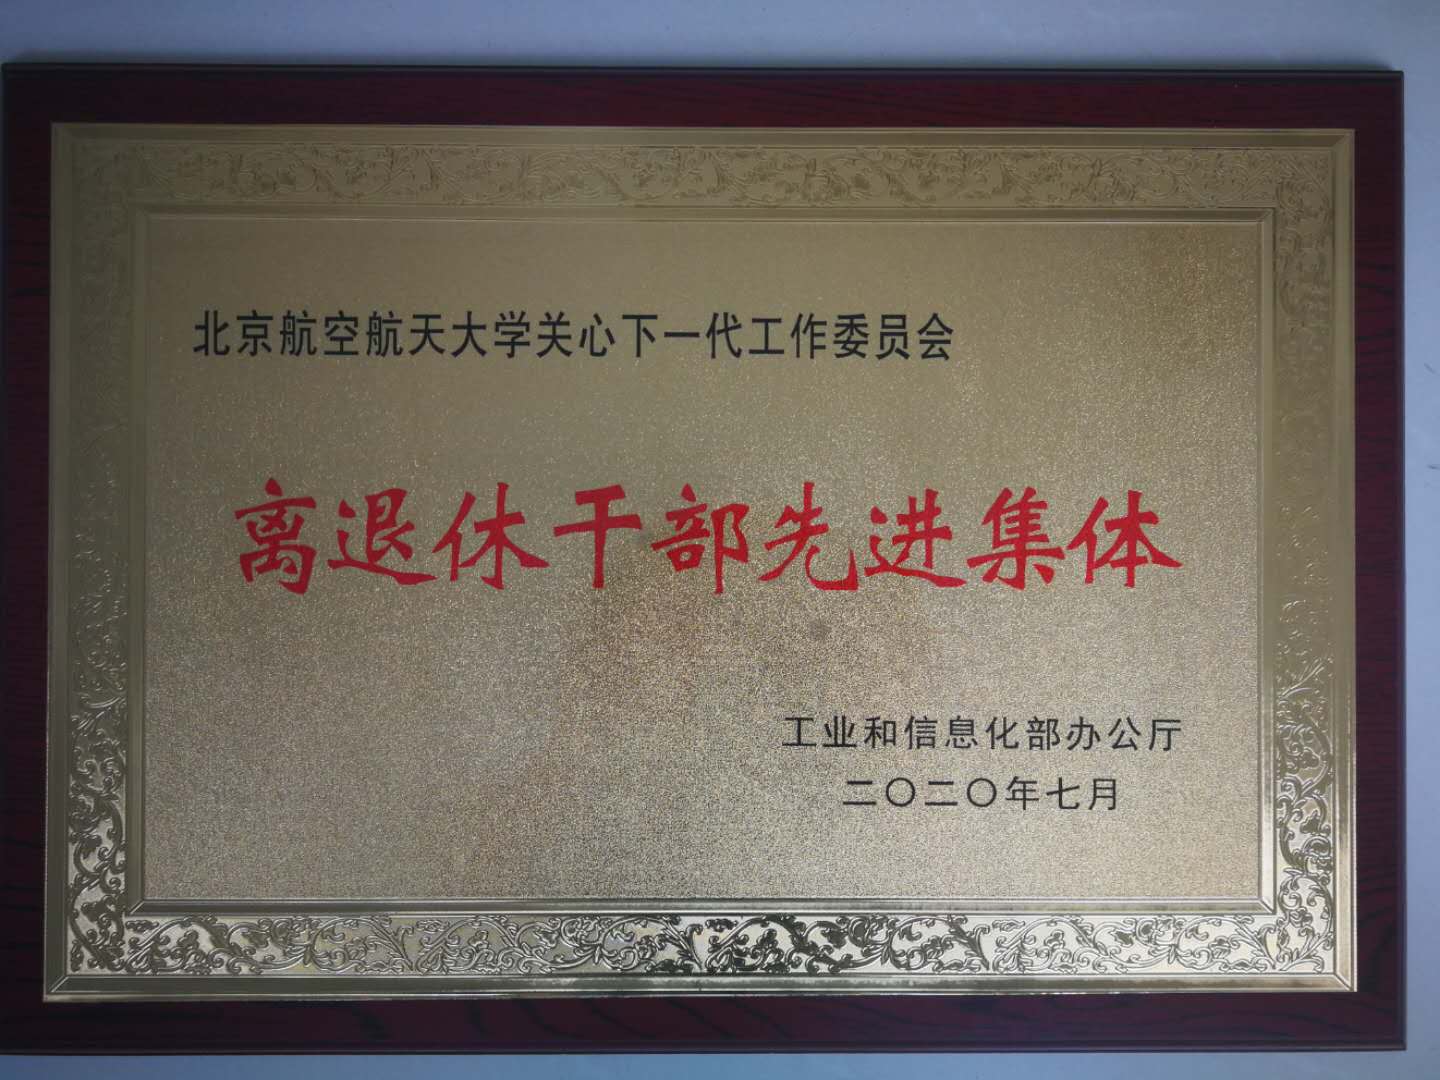 北京航空航天大学关心下一代工作委员会
离退休干部先进集体
工业和信息化部办公厅
二〇二〇年七月